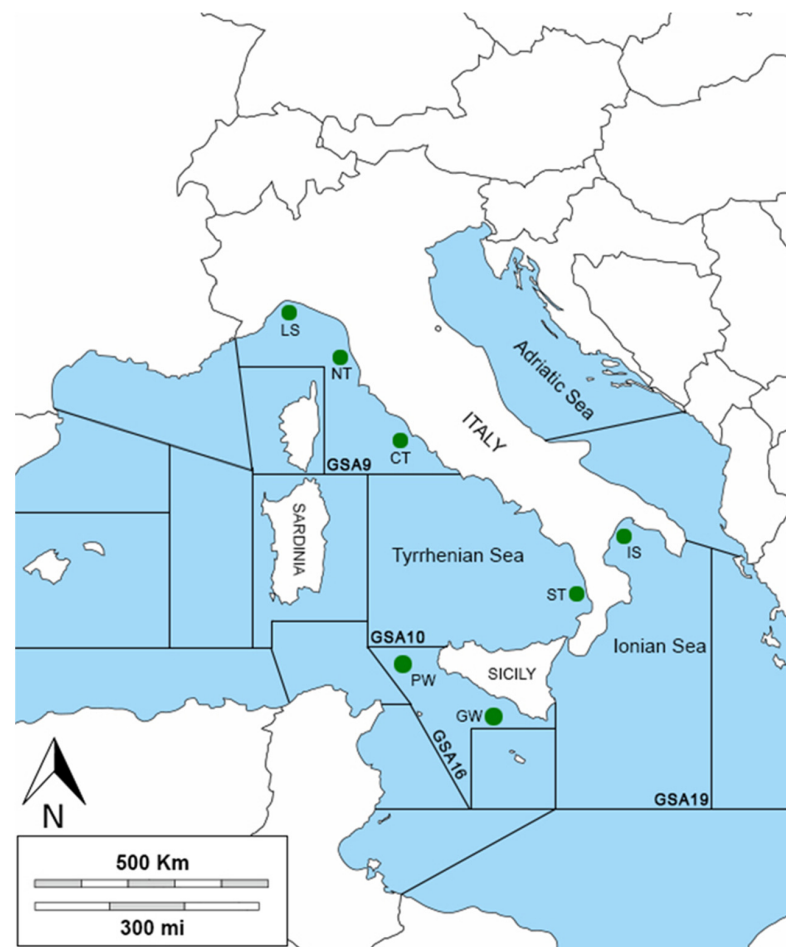 LS
NT
Adriatic Sea
ITALY
CT
GSA9
SARDINIA
Tyrrhenian Sea
IS
ST
GSA10
Ionian Sea
PW
SICILY
GW
GSA16
GSA19
N
500 Km
300 mi